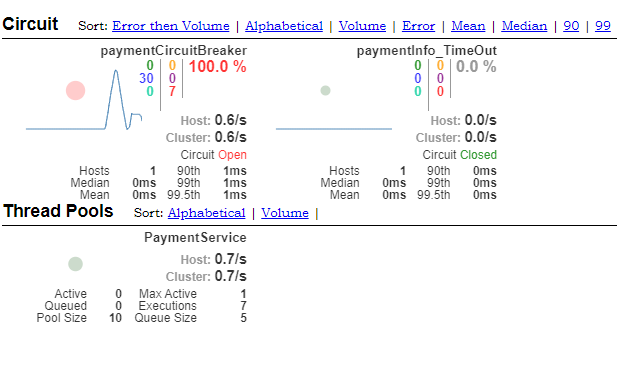 Circuit Sort: Error then Volume | Alphabetical | Volume | Error | Mean | Median | 90 | 99
paymentCircuitBreaker paymentInfo_TimeOut
0 0 100.0 % 0 0 0.0 %
30 0 0 0
0 7 0 0
Host: 0.6/s Host: 0.0/s
Cluster: 0.6/s Cluster: 0.0/s
Circuit Open Circuit Closed
Hosts 1 90th 1ms Hosts 1 90th 0ms
Median 0ms 99th 1ms Median 0ms 99th 0ms
Mean 0ms 99.5th 1ms Mean 0ms 99.5th 0ms
Thread Pools Sort: Alphabetical | Volume |
PaymentService
Host: 0.7/s
Cluster: 0.7/s
Active 0 Max Active 1
Queued 0 Executions 7
Pool Size 10 Queue Size 5